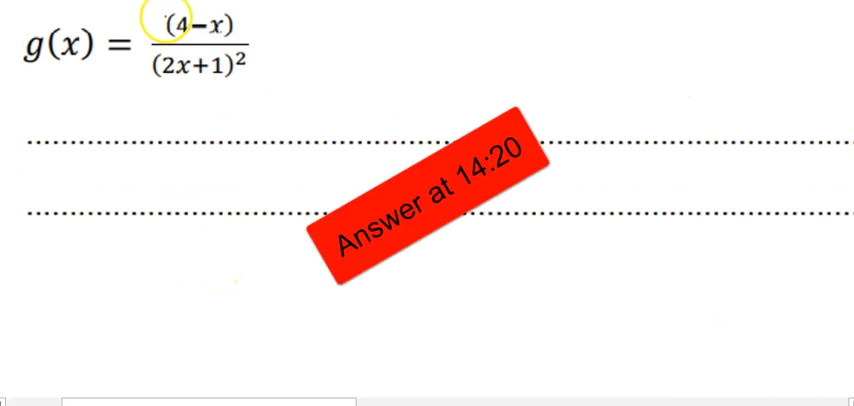 g(x) = (4−x)/(2x+1)²
Answer at 14:20